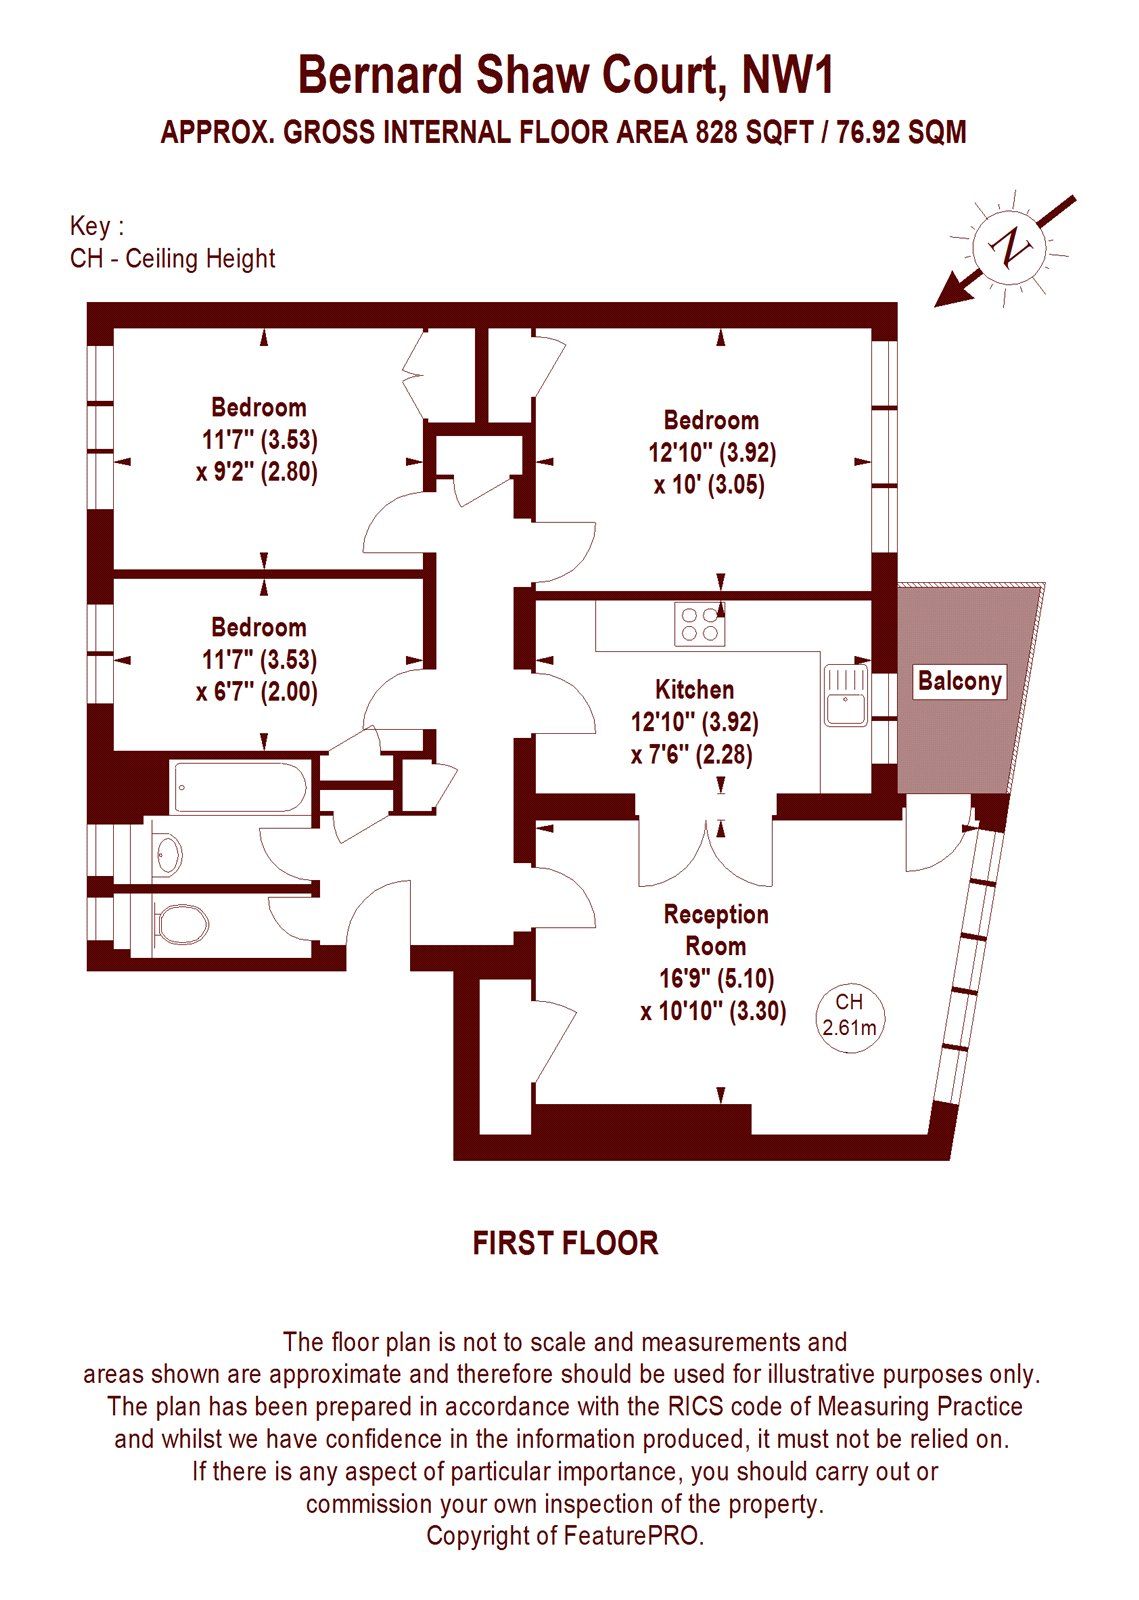 Bernard Shaw Court, NW1
APPROX. GROSS INTERNAL FLOOR AREA 828 SQFT / 76.92 SQM
Key :
CH - Ceiling Height
N
Bedroom
11'7" (3.53)
x 9'2" (2.80)
Bedroom
12'10" (3.92)
x 10' (3.05)
Bedroom
11'7" (3.53)
x 6'7" (2.00)
Kitchen
12'10" (3.92)
x 7'6" (2.28)
Balcony
Reception
Room
16'9" (5.10)
x 10'10" (3.30)
CH
2.61m
FIRST FLOOR
The floor plan is not to scale and measurements and
areas shown are approximate and therefore should be used for illustrative purposes only.
The plan has been prepared in accordance with the RICS code of Measuring Practice
and whilst we have confidence in the information produced, it must not be relied on.
If there is any aspect of particular importance, you should carry out or
commission your own inspection of the property.
Copyright of FeaturePRO.